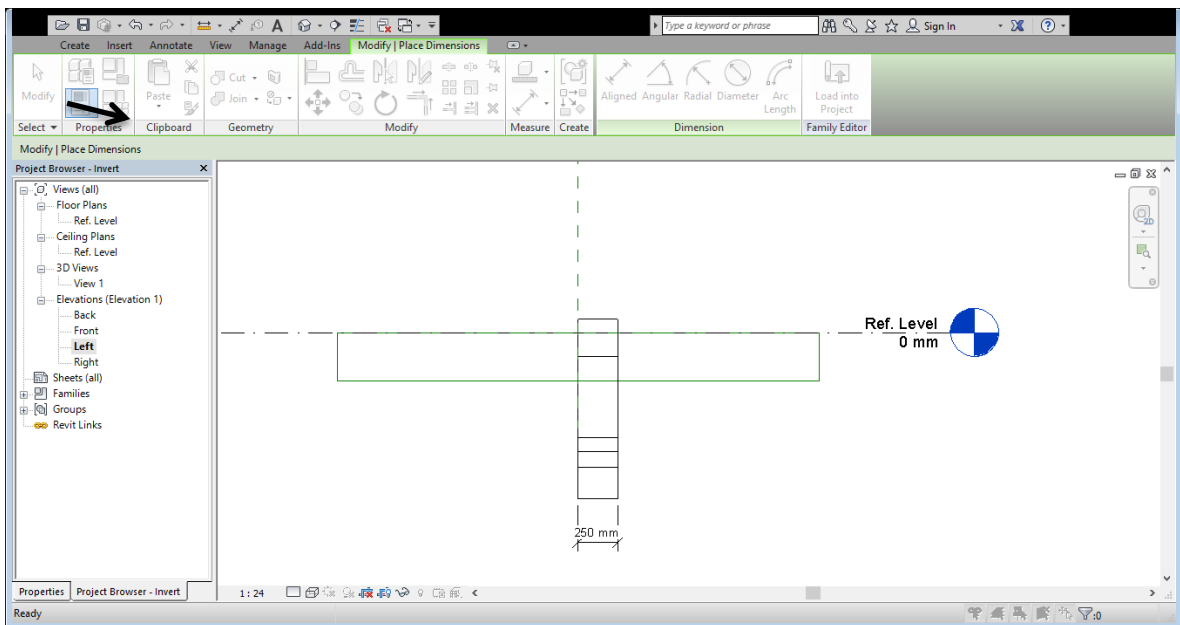 Type a keyword or phrase
Sign In
Create Insert Annotate View Manage Add-Ins Modify | Place Dimensions
Cut
Join
Modify Paste Aligned Angular Radial Diameter Arc Length Load into Project
Select Properties Clipboard Geometry Modify Measure Create Dimension Family Editor
Modify | Place Dimensions
Project Browser - Invert
Views (all)
Floor Plans
Ref. Level
Ceiling Plans
Ref. Level
3D Views
View 1
Elevations (Elevation 1)
Back
Front
Left
Right
Sheets (all)
Families
Groups
Revit Links
2D
Ref. Level
0 mm
250 mm
Properties Project Browser - Invert
1 : 24
Ready
:0